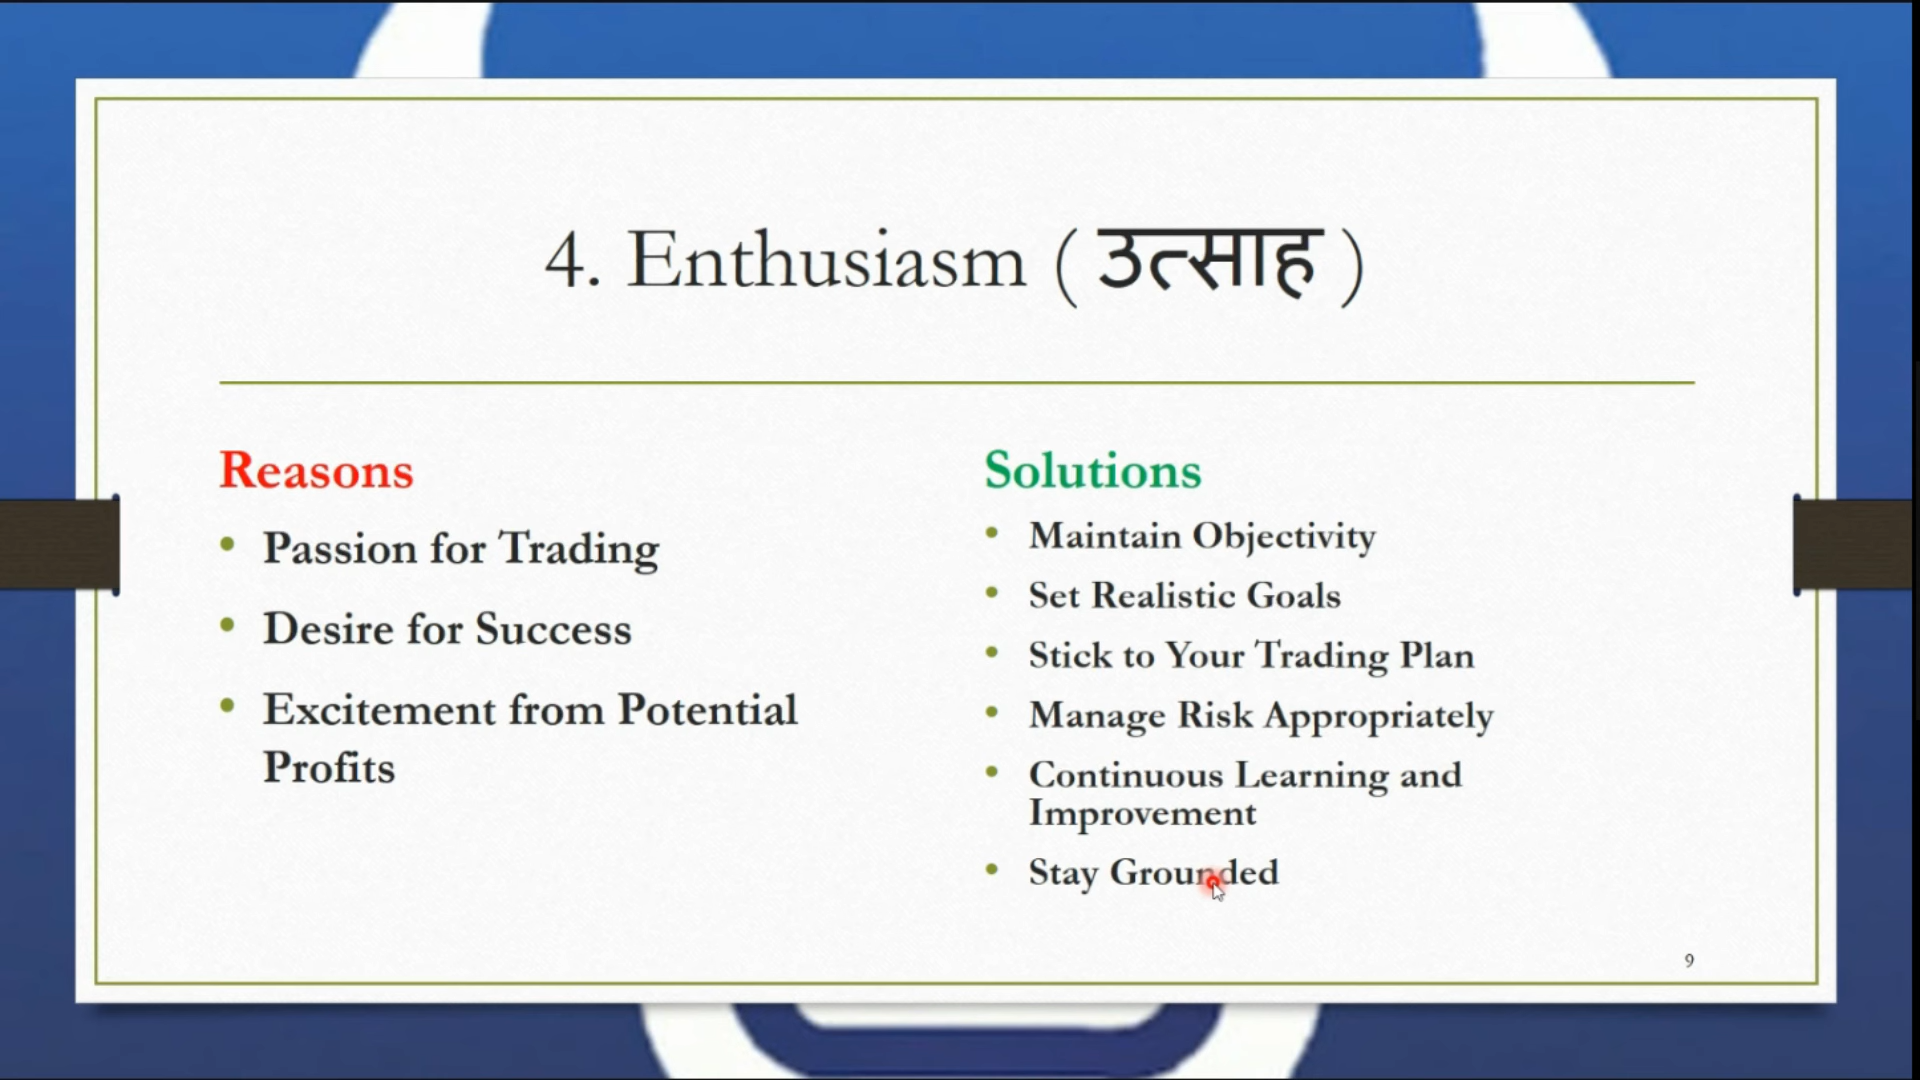 4. Enthusiasm ( उत्साह )
Reasons
• Passion for Trading
• Desire for Success
• Excitement from Potential
Profits
Solutions
• Maintain Objectivity
• Set Realistic Goals
• Stick to Your Trading Plan
• Manage Risk Appropriately
• Continuous Learning and
Improvement
• Stay Grounded
9